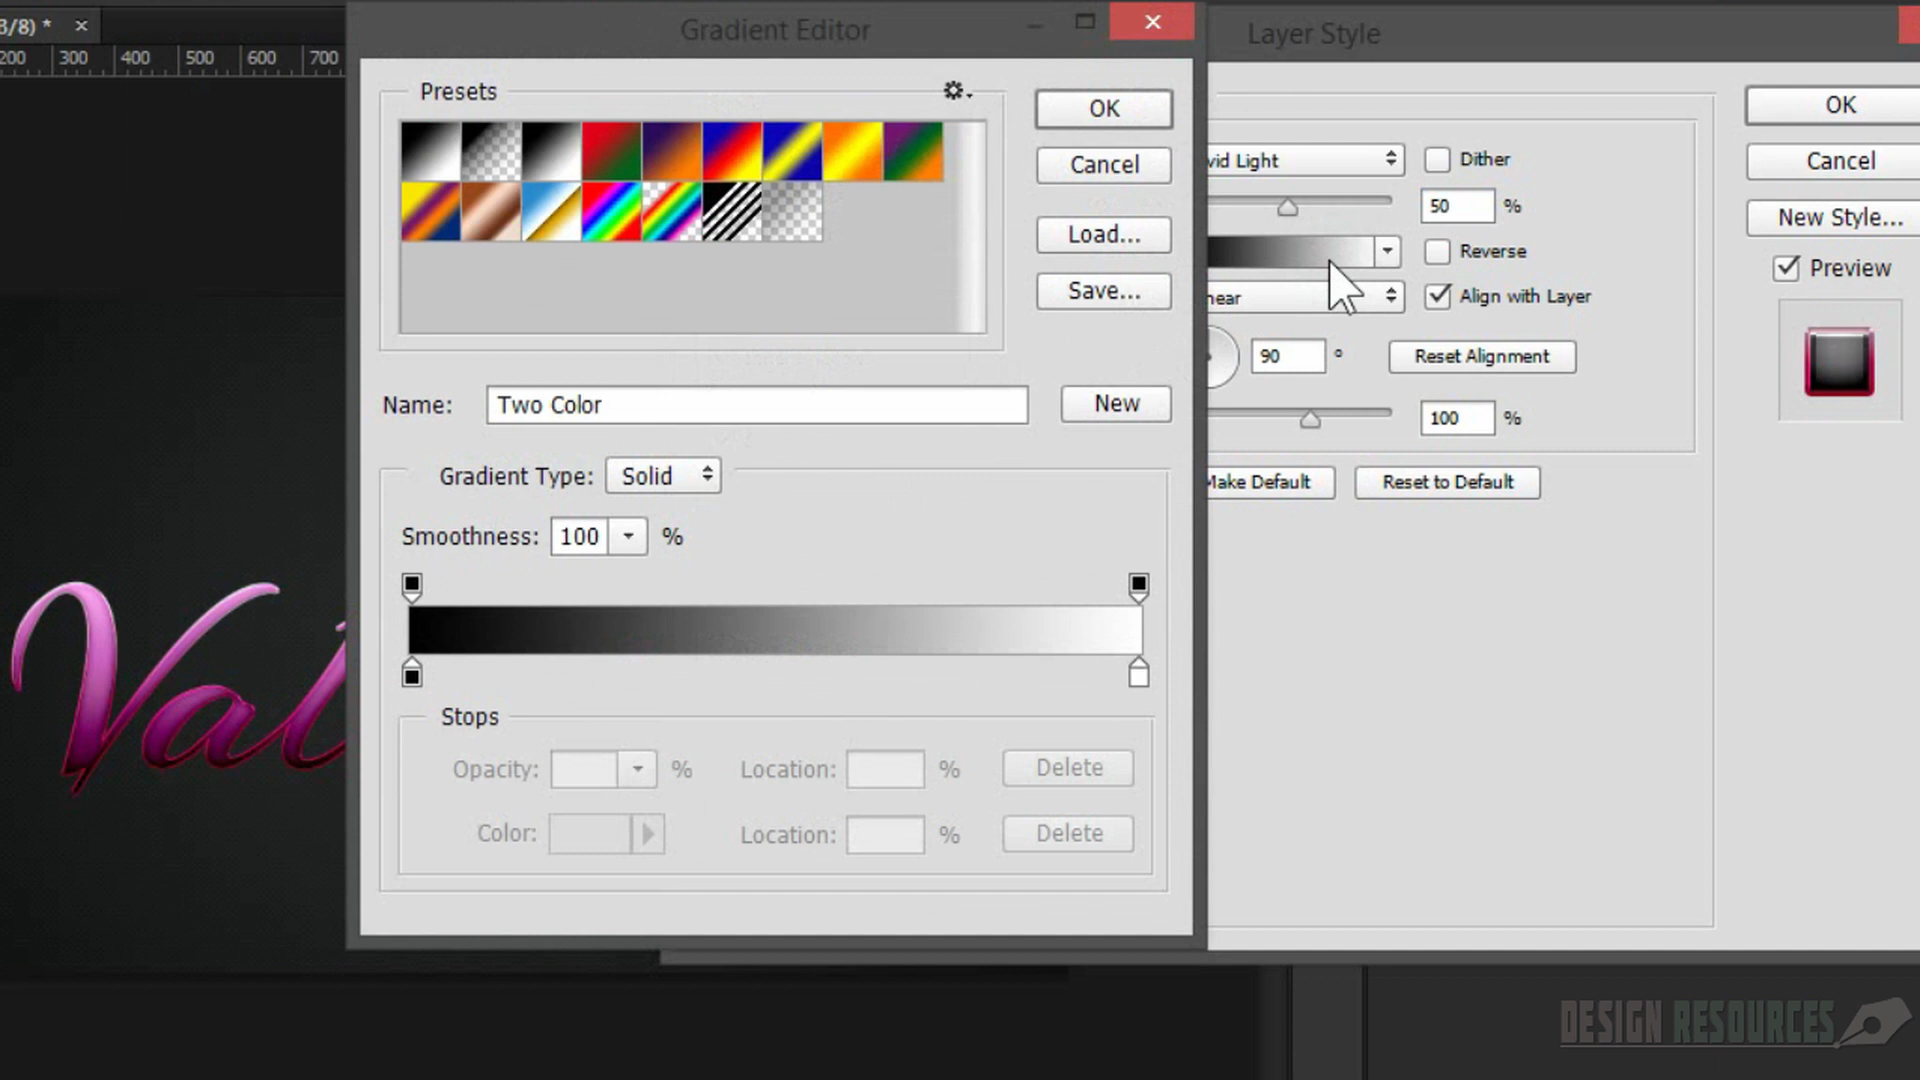 3/8) *
200 300 400 500 600 700
Gradient Editor
Presets
OK
Cancel
Load...
Save...
Name: Two Color
New
Gradient Type: Solid
Smoothness: 100 %
Stops
Opacity: % Location: % Delete
Color: Location: % Delete
Layer Style
vid Light
Dither
50 %
Reverse
near
Align with Layer
90 °
Reset Alignment
100 %
Make Default
Reset to Default
OK
Cancel
New Style...
Preview
Val
DESIGN RESOURCES